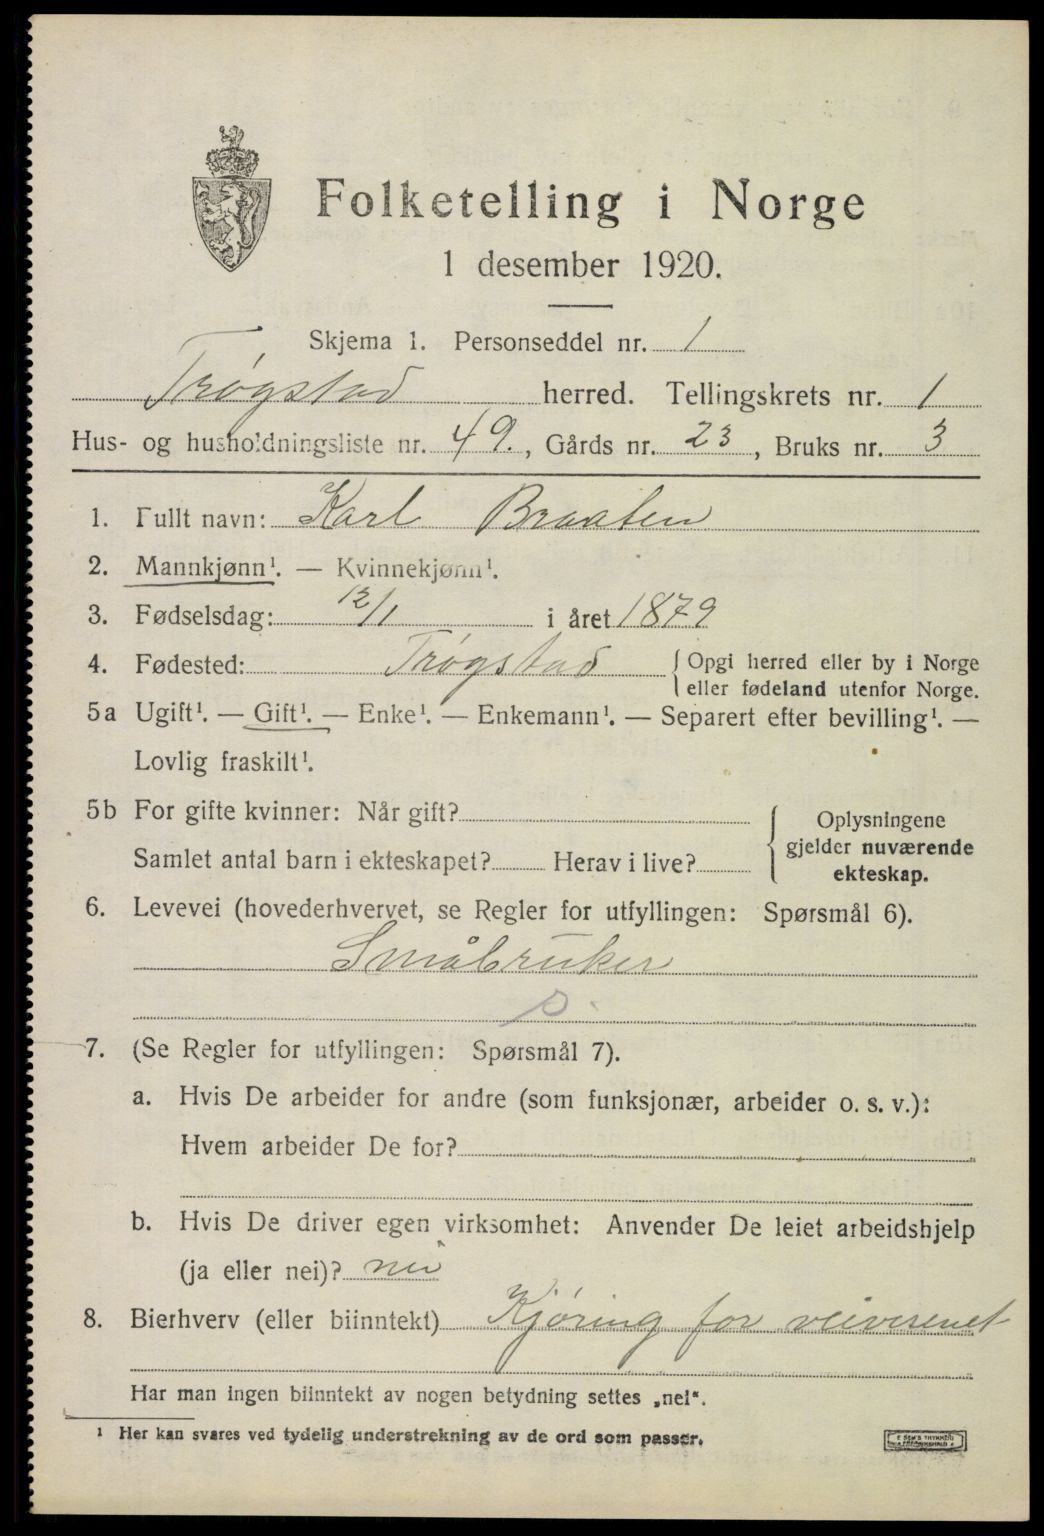 Folketelling i Norge
1 desember 1920.
Skjema 1. Personseddel nr. 1
Trøgstad herred. Tellingskrets nr. 1
Hus- og husholdningsliste nr. 49., Gårds nr. 23, Bruks nr. 3
1. Fullt navn: Karl Braaten
2. Mannkjønn¹. — Kvinnekjønn¹.
3. Fødselsdag: 12/1 i året 1879
4. Fødested: Trøgstad { Opgi herred eller by i Norge
eller fødeland utenfor Norge.
5a Ugift¹. — Gift¹. — Enke¹. — Enkemann¹. — Separert efter bevilling¹. —
Lovlig fraskilt¹.
5b For gifte kvinner: Når gift?
Samlet antal barn i ekteskapet? Herav i live?
{ Oplysningene
gjelder nuværende
ekteskap.
6. Levevei (hovederhvervet, se Regler for utfyllingen: Spørsmål 6).
Småbruker
S.
7. (Se Regler for utfyllingen: Spørsmål 7).
a. Hvis De arbeider for andre (som funksjonær, arbeider o. s. v.):
Hvem arbeider De for?
b. Hvis De driver egen virksomhet: Anvender De leiet arbeidshjelp
(ja eller nei)? nei
8. Bierhverv (eller biinntekt) Kjøring for veivesenet
Har man ingen biinntekt av nogen betydning settes „nei“.
¹ Her kan svares ved tydelig understrekning av de ord som passer.